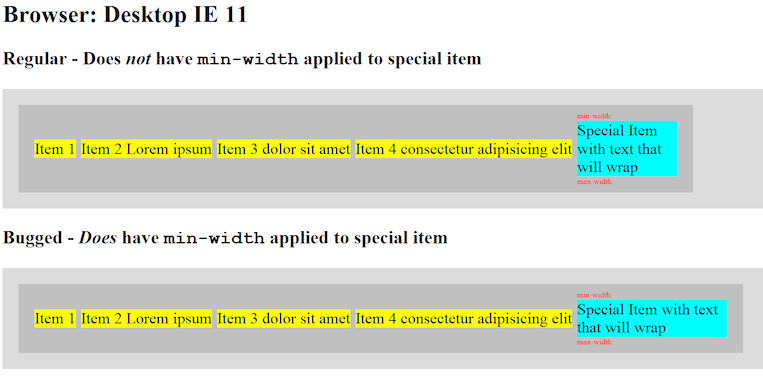 Browser: Desktop IE 11
Regular - Does not have min-width applied to special item
min-width:
Item 1 Item 2 Lorem ipsum Item 3 dolor sit amet Item 4 consectetur adipisicing elit
Special Item
with text that
will wrap
max-width:
Bugged - Does have min-width applied to special item
min-width:
Item 1 Item 2 Lorem ipsum Item 3 dolor sit amet Item 4 consectetur adipisicing elit
Special Item with text
that will wrap
max-width: